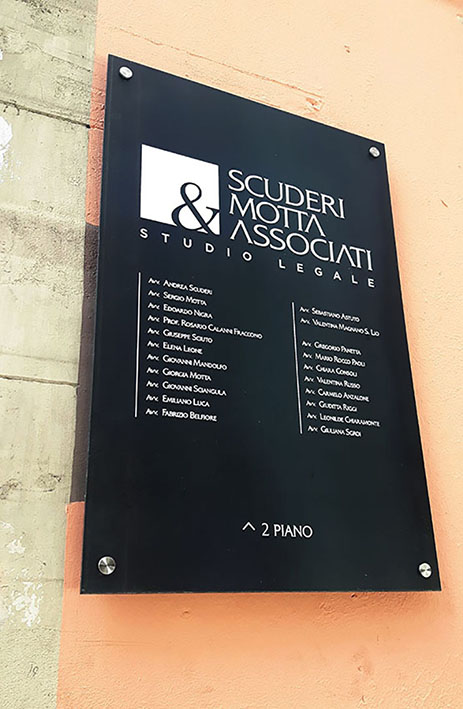 &
SCUDERI
MOTTA
ASSOCIATI
STUDIO LEGALE
Avv. Andrea Scuderi
Avv. Sergio Motta
Avv. Edoardo Nigra
Avv. Prof. Rosario Calanni Fraccono
Avv. Giuseppe Sciuto
Avv. Elena Leone
Avv. Giovanni Mandolfo
Avv. Giorgia Motta
Avv. Giovanni Sciangula
Avv. Emiliano Luca
Avv. Fabrizio Belfiore
Avv. Sebastiano Astuto
Avv. Valentina Magnano S. Lio
Avv. Gregorio Panetta
Avv. Mario Rocco Paoli
Avv. Chiara Consoli
Avv. Valentina Russo
Avv. Carmelo Anzalone
Avv. Giuditta
Avv. Leonilde Chiaramonte
Avv. Giuliana
^ 2 PIANO